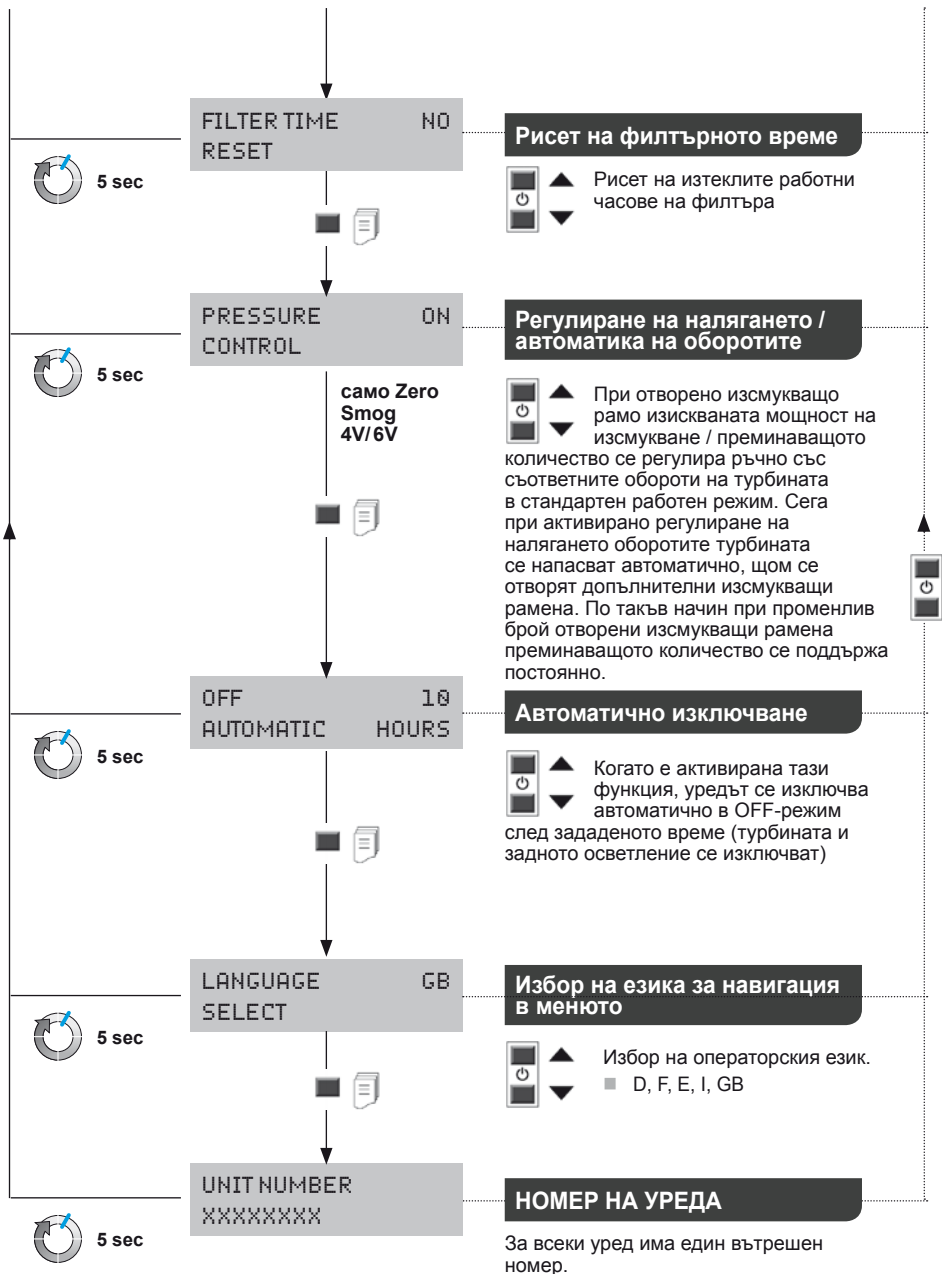 FILTER TIME NO
RESET
5 sec
Рисет на филтърното време
Рисет на изтеклите работни
часове на филтъра
PRESSURE ON
CONTROL
5 sec
само Zero
Smog
4V/6V
Регулиране на налягането /
автоматика на оборотите
При отворено изсмукващо
рамо изискваната мощност на
изсмукване / преминаващото
количество се регулира ръчно със
съответните обороти на турбината
в стандартен работен режим. Сега
при активирано регулиране на
налягането оборотите турбината
се напасват автоматично, щом се
отворят допълнителни изсмукващи
рамена. По такъв начин при променлив
брой отворени изсмукващи рамена
преминаващото количество се поддържа
постоянно.
OFF 10
AUTOMATIC HOURS
5 sec
Автоматично изключване
Когато е активирана тази
функция, уредът се изключва
автоматично в OFF-режим
след зададеното време (турбината и
задното осветление се изключват)
LANGUAGE GB
SELECT
5 sec
Избор на езика за навигация
в менюто
Избор на операторския език.
D, F, E, I, GB
UNIT NUMBER
XXXXXXXX
5 sec
НОМЕР НА УРЕДА
За всеки уред има един вътрешен
номер.